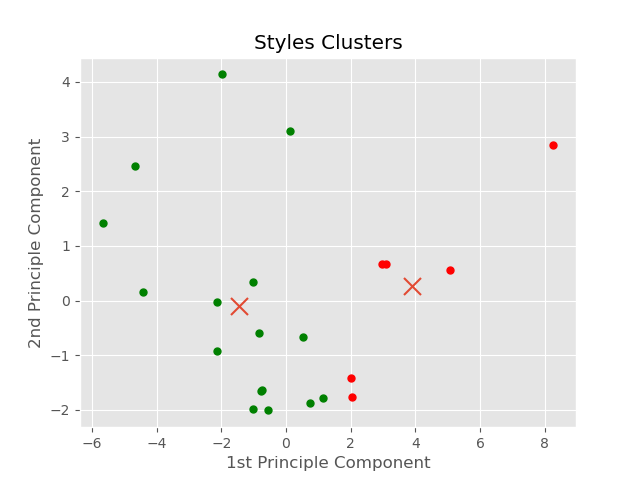 Styles Clusters
4
3
2
1
0
−1
−2
2nd Principle Component
−6 −4 −2 0 2 4 6 8
1st Principle Component